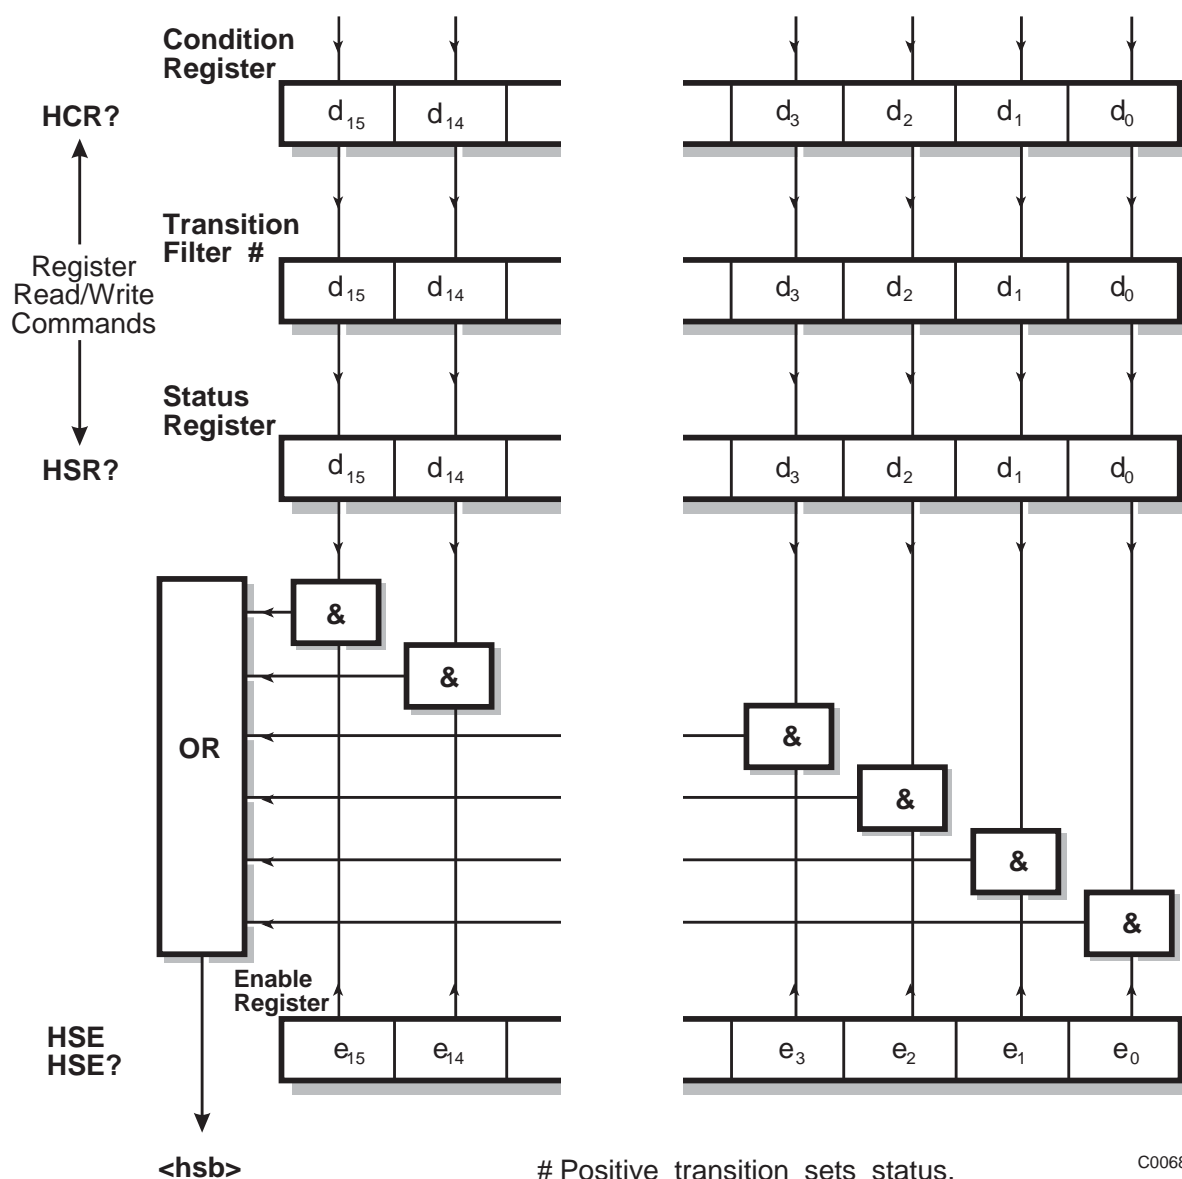 Condition
Register
HCR?
d15 d14 d3 d2 d1 d0
Transition
Filter #
Register
Read/Write
Commands
d15 d14 d3 d2 d1 d0
Status
Register
HSR?
d15 d14 d3 d2 d1 d0
&
&
OR
&
&
&
&
Enable
Register
HSE
HSE?
e15 e14 e3 e2 e1 e0
<hsb>
# Positive transition sets status.
C0068